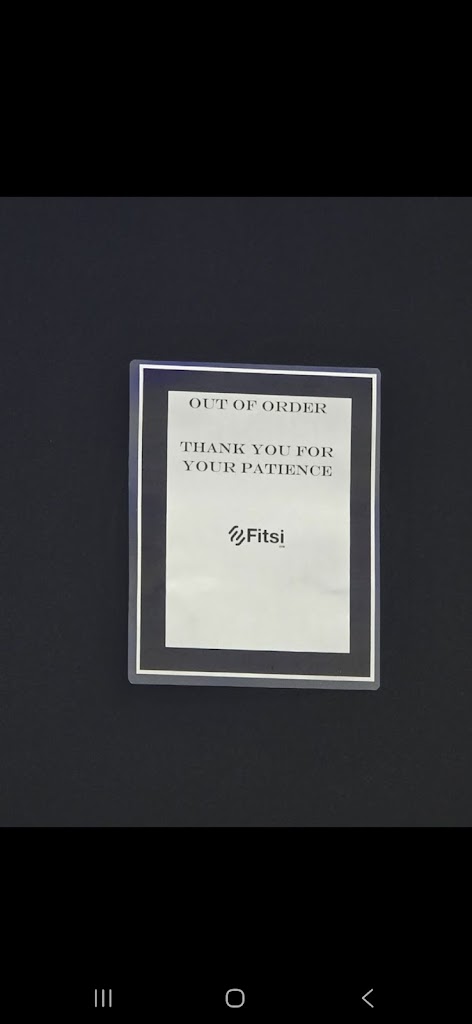 OUT OF ORDER
THANK YOU FOR
YOUR PATIENCE
Fitsi